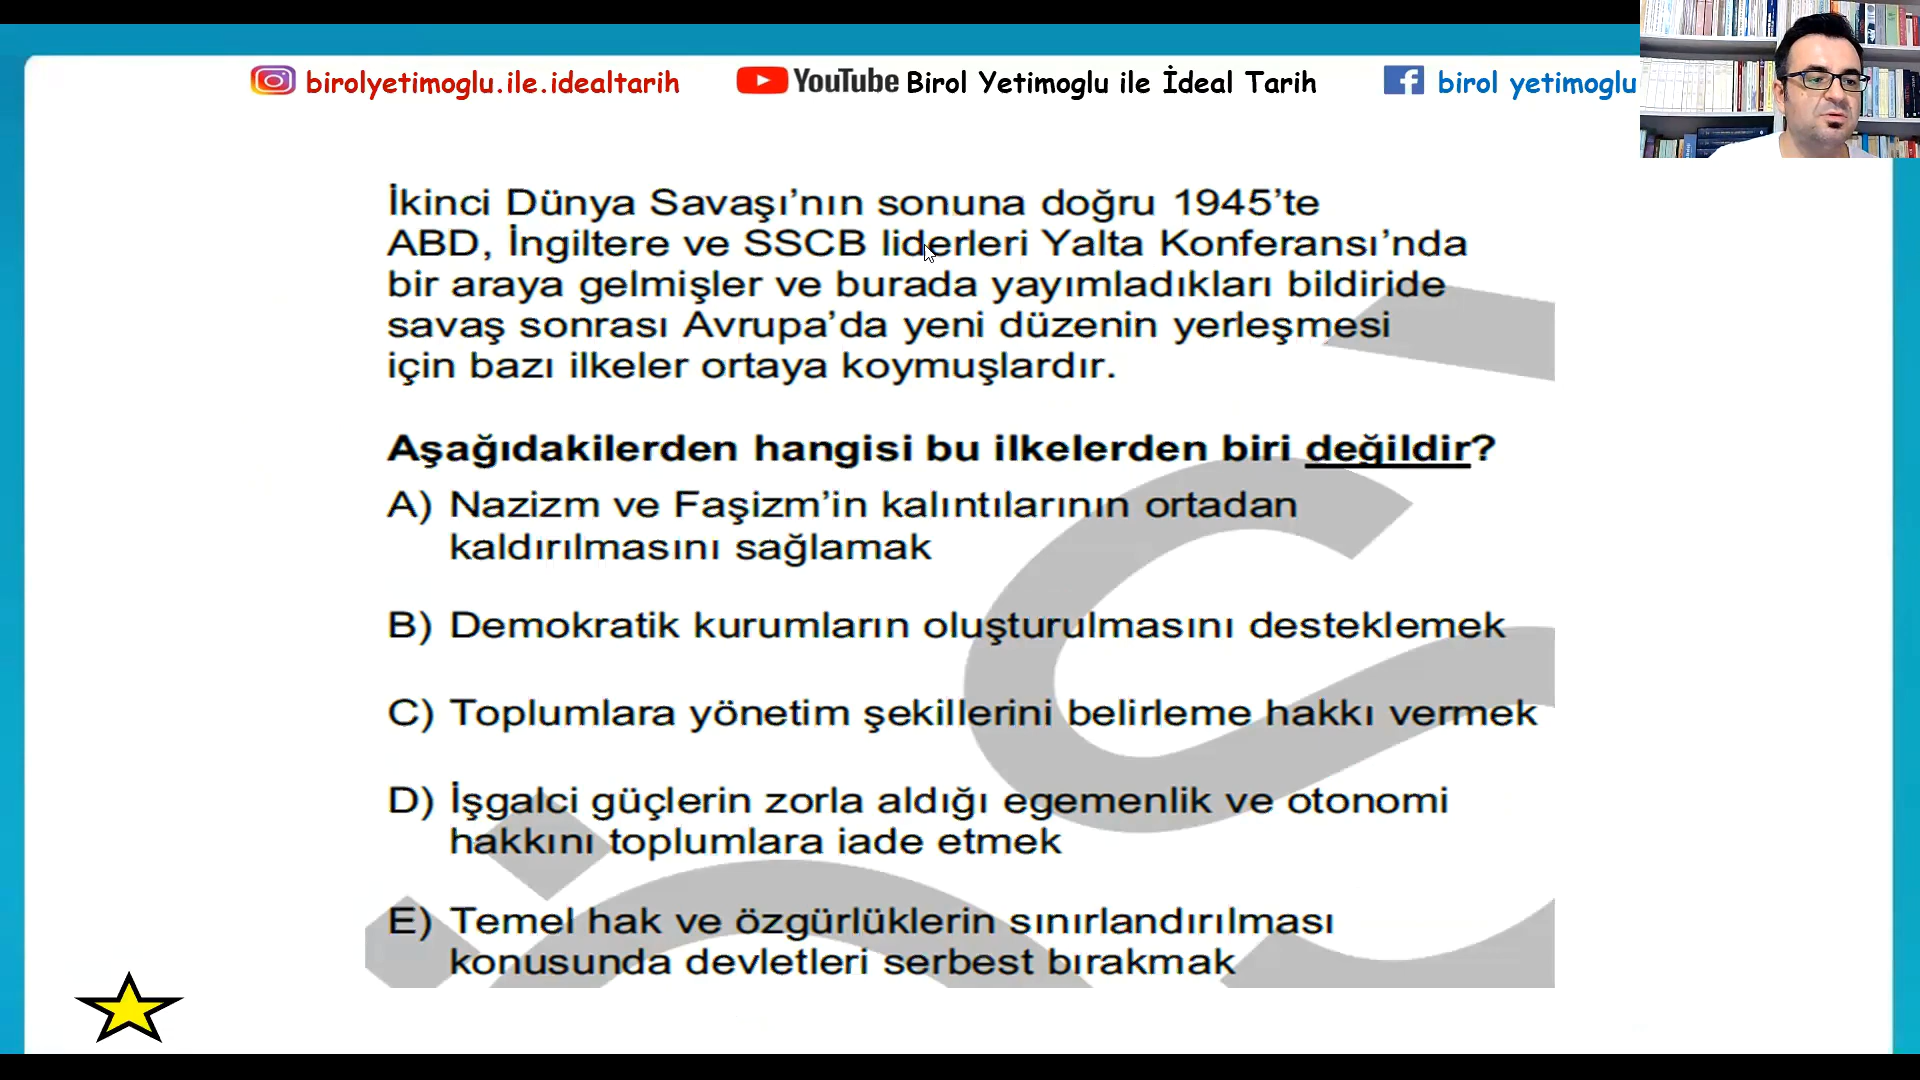 birolyetimoglu.ile.idealtarih
YouTube Birol Yetimoglu ile İdeal Tarih
birol yetimoglu
İkinci Dünya Savaşı’nın sonuna doğru 1945’te
ABD, İngiltere ve SSCB liderleri Yalta Konferansı’nda
bir araya gelmişler ve burada yayımladıkları bildiride
savaş sonrası Avrupa’da yeni düzenin yerleşmesi
için bazı ilkeler ortaya koymuşlardır.
Aşağıdakilerden hangisi bu ilkelerden biri değildir?
A) Nazizm ve Faşizm’in kalıntılarının ortadan
kaldırılmasını sağlamak
B) Demokratik kurumların oluşturulmasını desteklemek
C) Toplumlara yönetim şekillerini belirleme hakkı vermek
D) İşgalci güçlerin zorla aldığı egemenlik ve otonomi
hakkını toplumlara iade etmek
E) Temel hak ve özgürlüklerin sınırlandırılması
konusunda devletleri serbest bırakmak